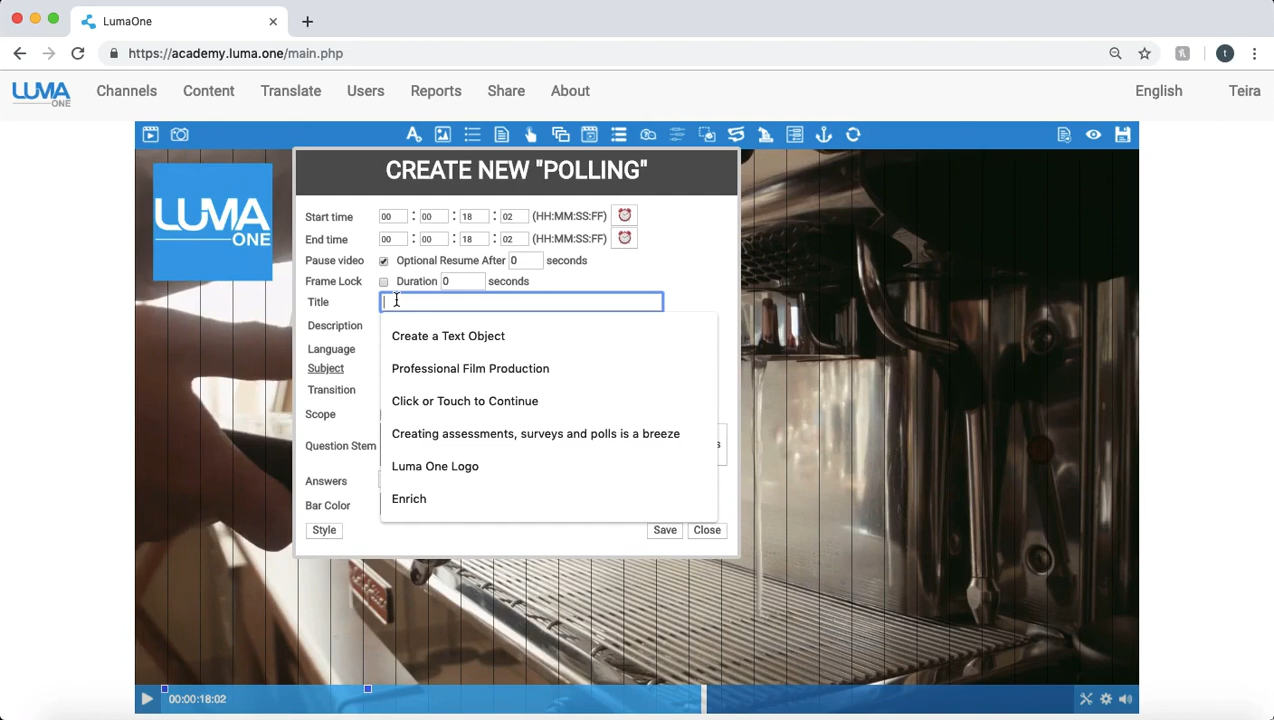 LumaOne
https://academy.luma.one/main.php
t
LUMA
ONE
Channels Content Translate Users Reports Share About English Teira
LUMA
ONE
CREATE NEW "POLLING"
Start time 00 : 00 : 18 : 02 (HH:MM:SS:FF)
End time 00 : 00 : 18 : 02 (HH:MM:SS:FF)
Pause video Optional Resume After 0 seconds
Frame Lock Duration 0 seconds
Title
Description
Create a Text Object
Language
Subject
Professional Film Production
Transition
Click or Touch to Continue
Scope
Creating assessments, surveys and polls is a breeze
Question Stem
Luma One Logo
Answers
Enrich
Bar Color
Style Save Close
00:00:18:02